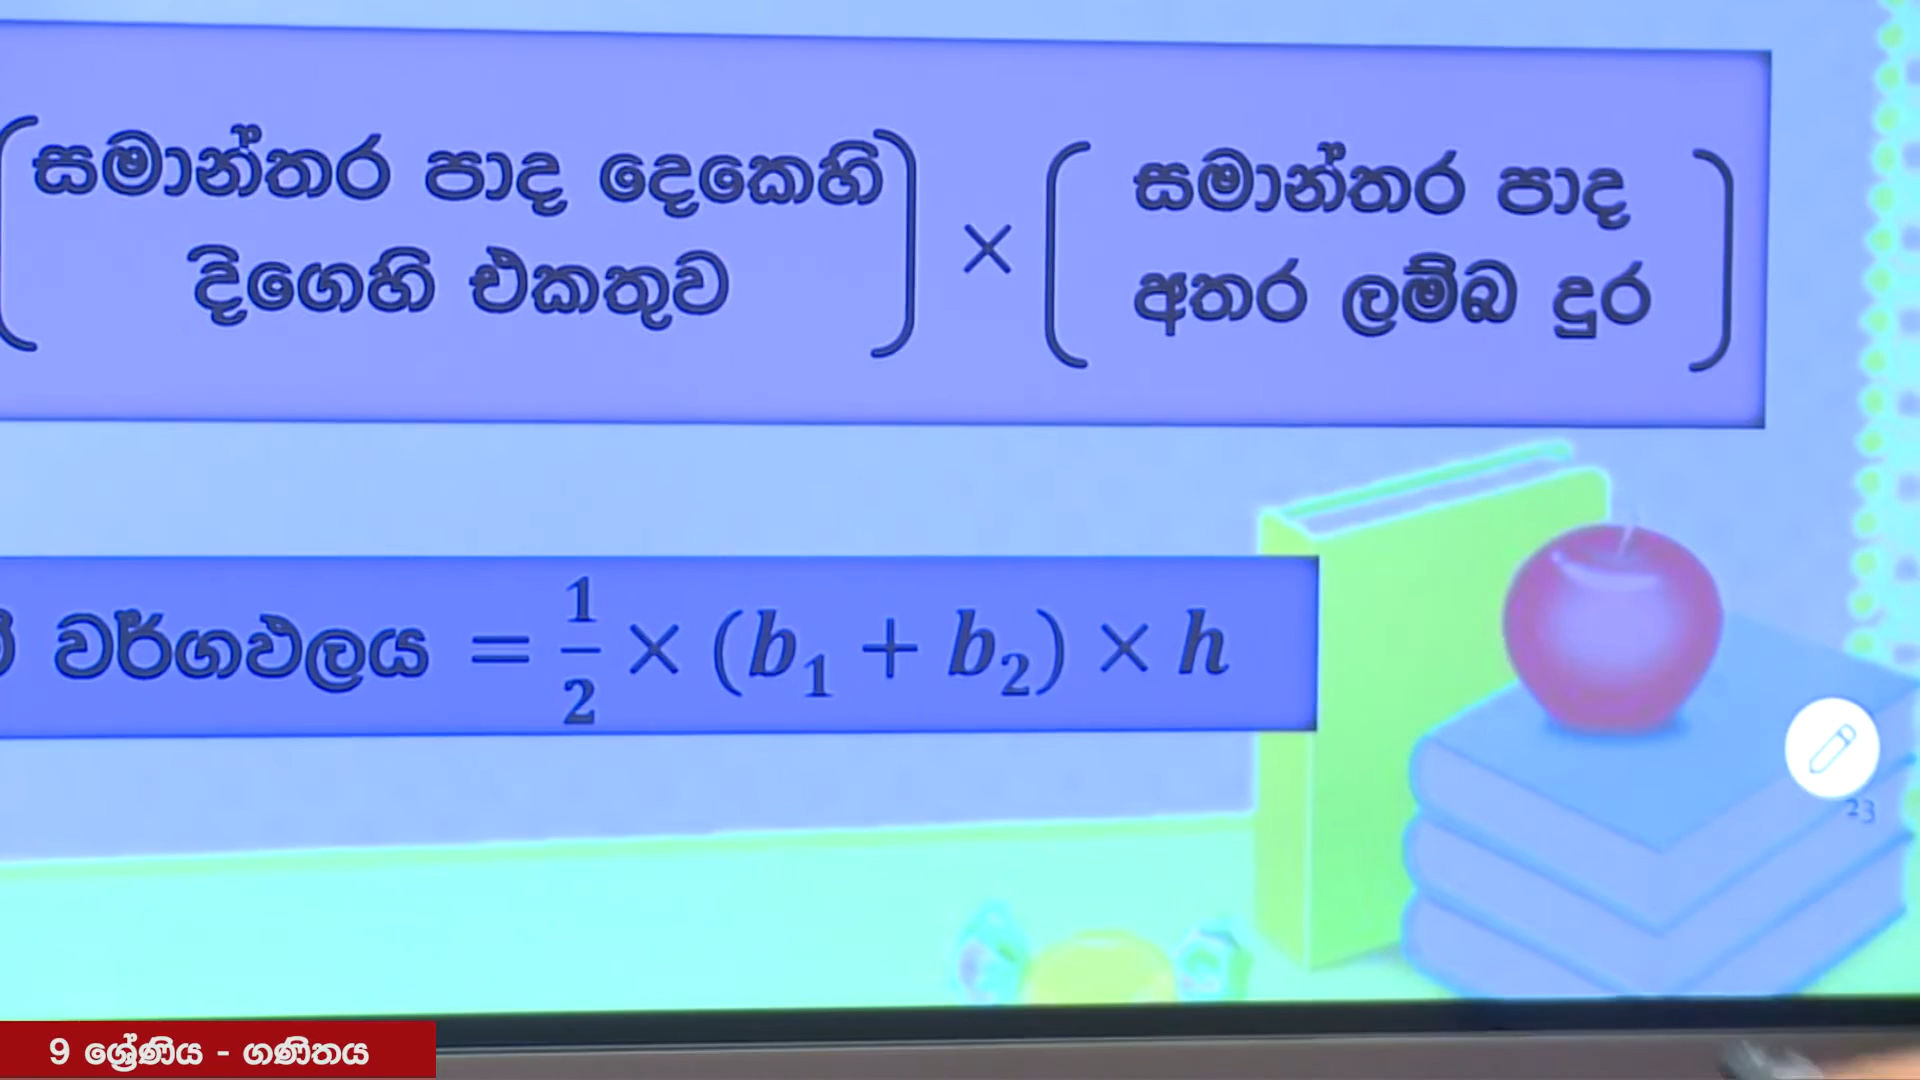 (සමාන්තර පාද දෙකෙහි දිගෙහි එකතුව) × (සමාන්තර පාද අතර ලම්බ දුර)
වර්ගඵලය = 1/2 × (b₁ + b₂) × h
23
9 ශ්‍රේණිය - ගණිතය